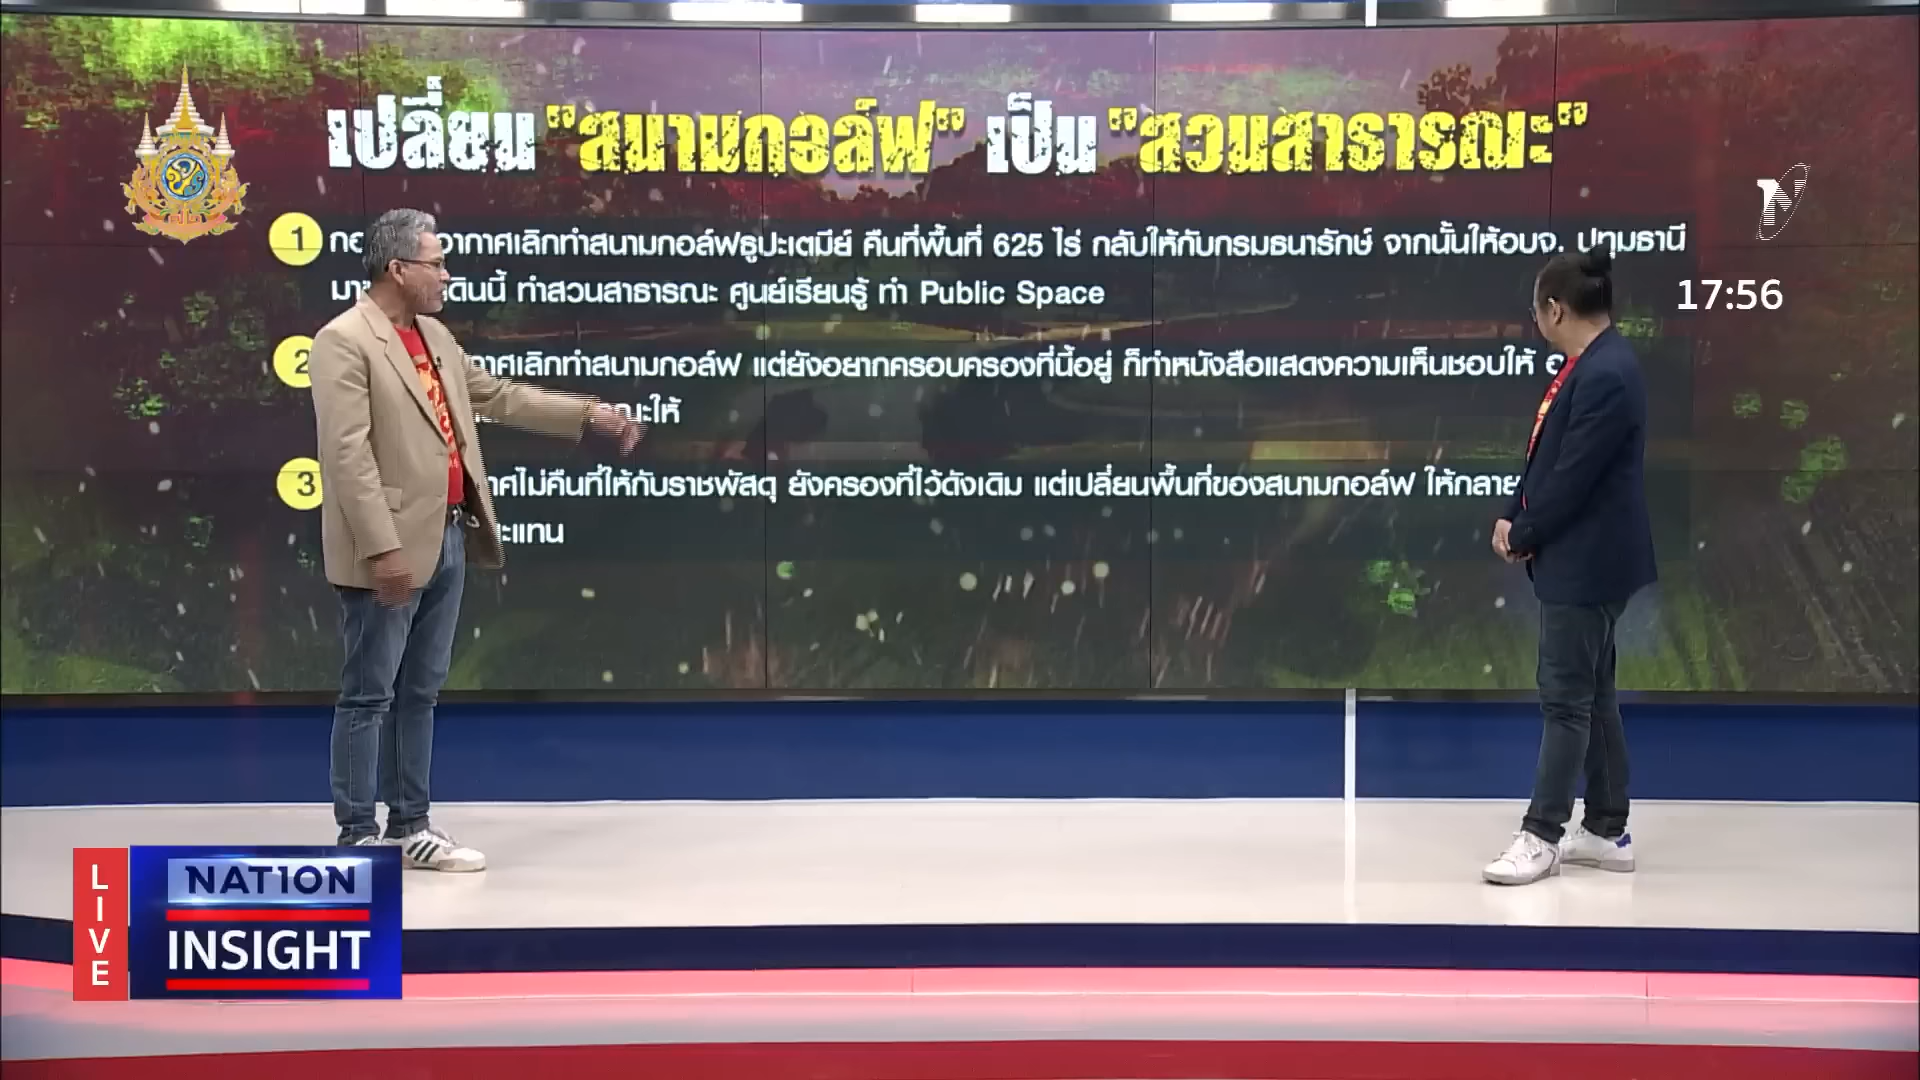 เปลี่ยน "สนามกอล์ฟ" เป็น "สวนสาธารณะ"
1 อากาศเลิกทำสนามกอล์ฟธูปะเตมีย์ คืนที่พื้นที่ 625 ไร่ กลับให้กับกรมธนารักษ์ จากนั้นให้อบจ. ปทุมธานี
ดินนี้ ทำสวนสาธารณะ ศูนย์เรียนรู้ ทำ Public Space
17:56
2 เลิกทำสนามกอล์ฟ แต่ยังอยากครอบครองที่นี้อยู่ ก็ทำหนังสือแสดงความเห็นชอบให้
ให้
3 ไม่คืนที่ให้กับราชพัสดุ ยังครองที่ไว้ดังเดิม แต่เปลี่ยนพื้นที่ของสนามกอล์ฟ ให้กลาย
แทน
LIVE
NATION
INSIGHT